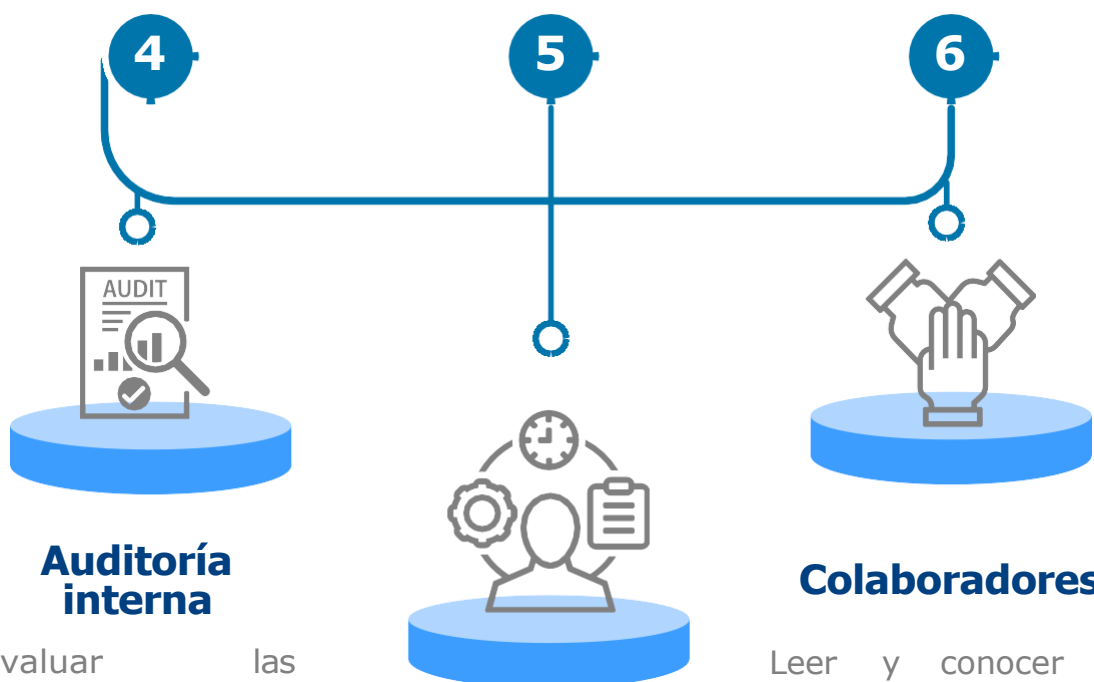 4
5
6
AUDIT
Auditoría
interna
Colaboradores
valuar las
Leer y conocer